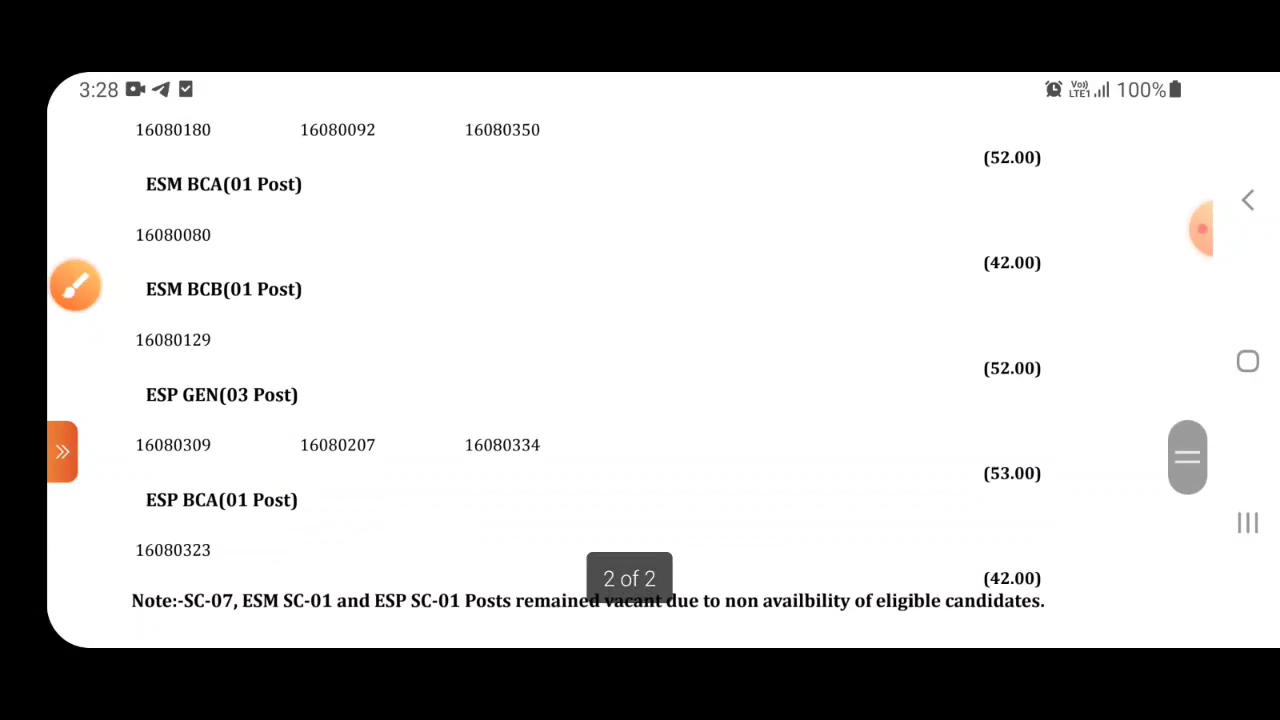 3:28
Vo))
LTE1 100%
16080180 16080092 16080350
(52.00)
ESM BCA(01 Post)
16080080
(42.00)
ESM BCB(01 Post)
16080129
(52.00)
ESP GEN(03 Post)
16080309 16080207 16080334
(53.00)
ESP BCA(01 Post)
16080323
2 of 2
(42.00)
Note:-SC-07, ESM SC-01 and ESP SC-01 Posts remained vacant due to non availbility of eligible candidates.